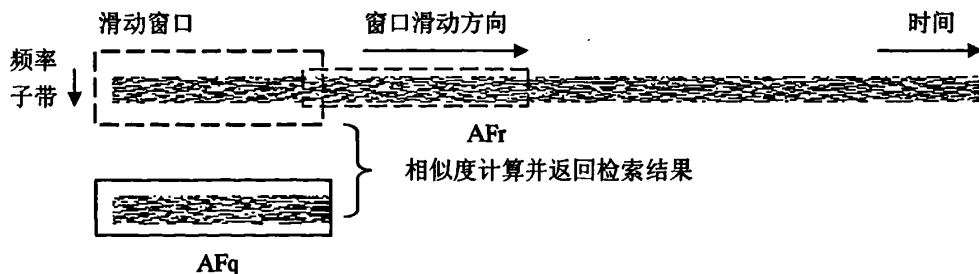 滑动窗口
窗口滑动方向
时间
频率
子带
AFr
相似度计算并返回检索结果
AFq